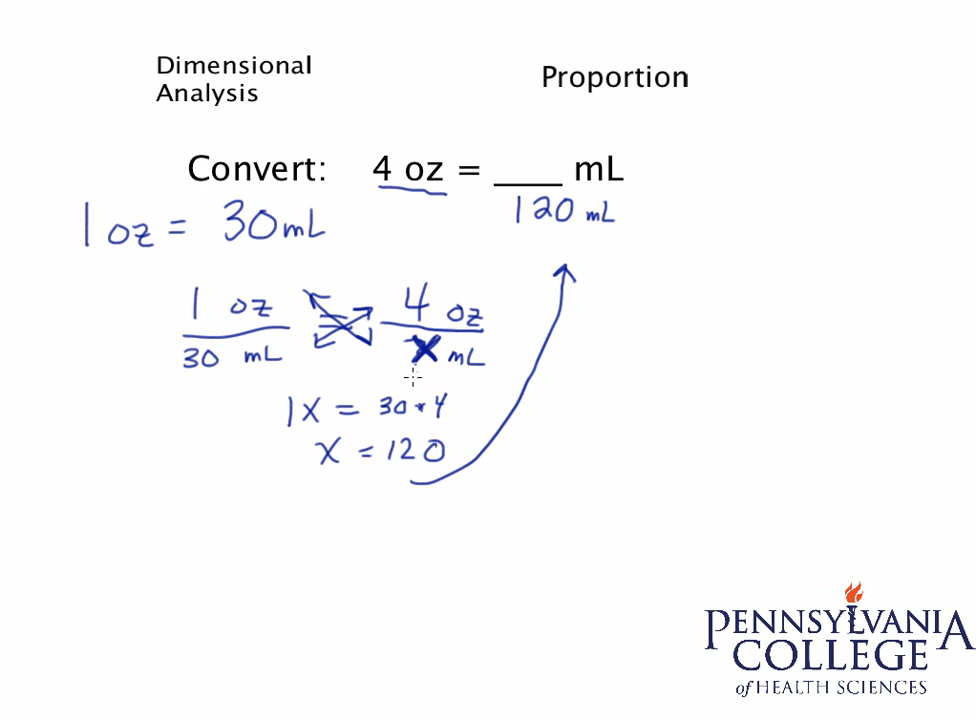 Dimensional
Analysis
Proportion
Convert: 4 oz = ____ mL
120 mL
1 oz = 30 mL
1 oz = 4 oz
30 mL x mL
1x = 30 * 4
x = 120
PENNSYLVANIA
COLLEGE
of HEALTH SCIENCES